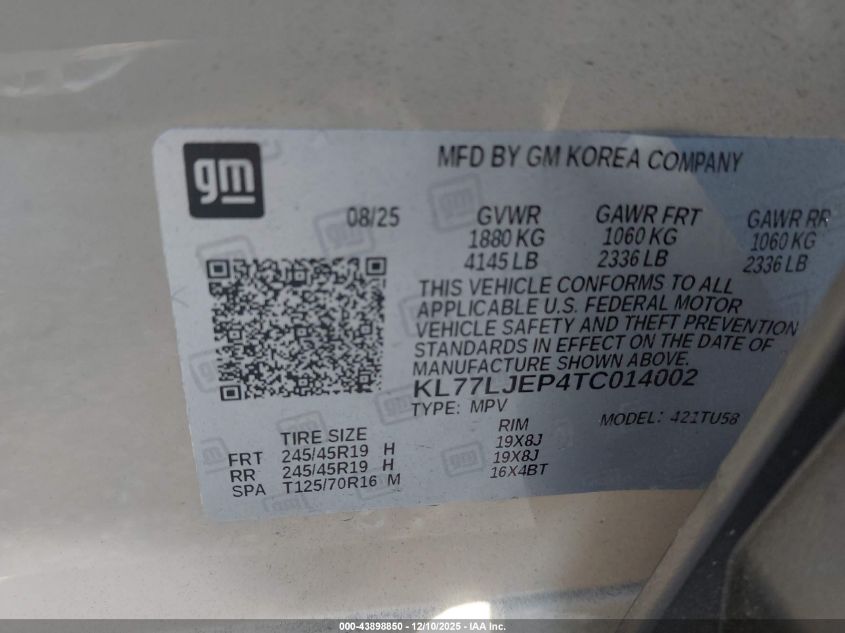 gm
MFD BY GM KOREA COMPANY
08/25 GVWR GAWR FRT GAWR RR
1880 KG 1060 KG 1060 KG
4145 LB 2336 LB 2336 LB
THIS VEHICLE CONFORMS TO ALL
APPLICABLE U.S. FEDERAL MOTOR
VEHICLE SAFETY AND THEFT PREVENTION
STANDARDS IN EFFECT ON THE DATE OF
MANUFACTURE SHOWN ABOVE.
KL77LJEP4TC014002
TYPE: MPV MODEL: 421TU58
TIRE SIZE RIM
FRT 245/45R19 H 19X8J
RR 245/45R19 H 19X8J
SPA T125/70R16 M 16X4BT
000-43898850 - 12/10/2025 - IAA Inc.